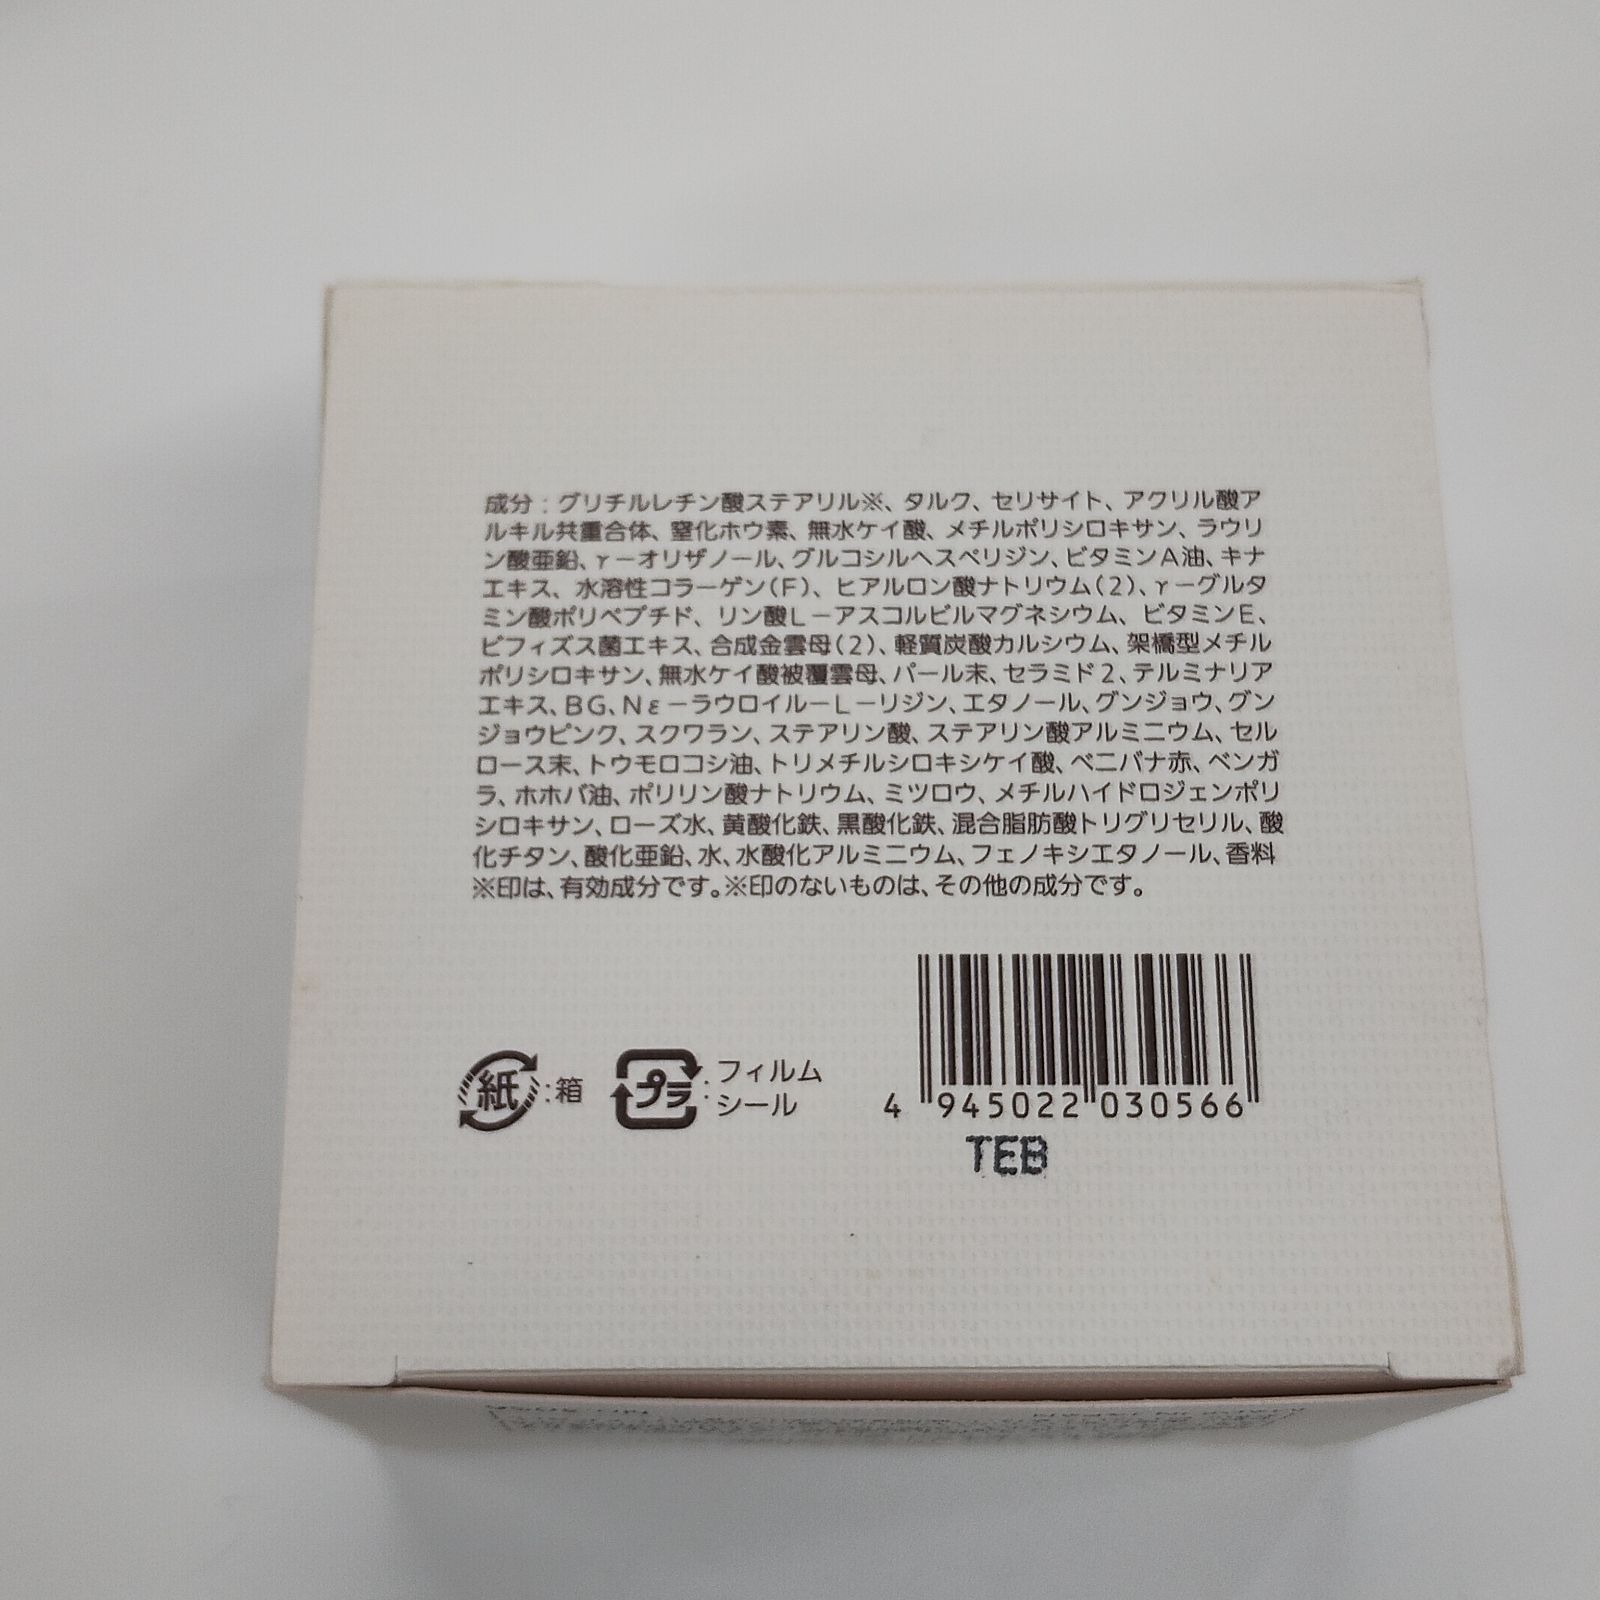 成分：グリチルレチン酸ステアリル※、タルク、セリサイト、アクリル酸ア
ルキル共重合体、窒化ホウ素、無水ケイ酸、メチルポリシロキサン、ラウリ
ン酸亜鉛、γーオリザノール、グルコシルヘスペリジン、ビタミンA油、キナ
エキス、水溶性コラーゲン(F)、ヒアルロン酸ナトリウム(2)、γーグルタ
ミン酸ポリペプチド、リン酸Lーアスコルビルマグネシウム、ビタミンE、
ビフィズス菌エキス、合成金雲母(2)、軽質炭酸カルシウム、架橋型メチル
ポリシロキサン、無水ケイ酸被覆雲母、パール末、セラミド2、テルミナリア
エキス、BG、NεーラウロイルーLーリジン、エタノール、グンジョウ、グン
ジョウピンク、スクワラン、ステアリン酸、ステアリン酸アルミニウム、セル
ロース末、トウモロコシ油、トリメチルシロキシケイ酸、ベニバナ赤、ベンガ
ラ、ホホバ油、ポリリン酸ナトリウム、ミツロウ、メチルハイドロジェンポリ
シロキサン、ローズ水、黄酸化鉄、黒酸化鉄、混合脂肪酸トリグリセリル、酸
化チタン、酸化亜鉛、水、水酸化アルミニウム、フェノキシエタノール、香料
※印は、有効成分です。※印のないものは、その他の成分です。
紙：箱
プラ：フィルム
シール
4 945022 030566
TEB